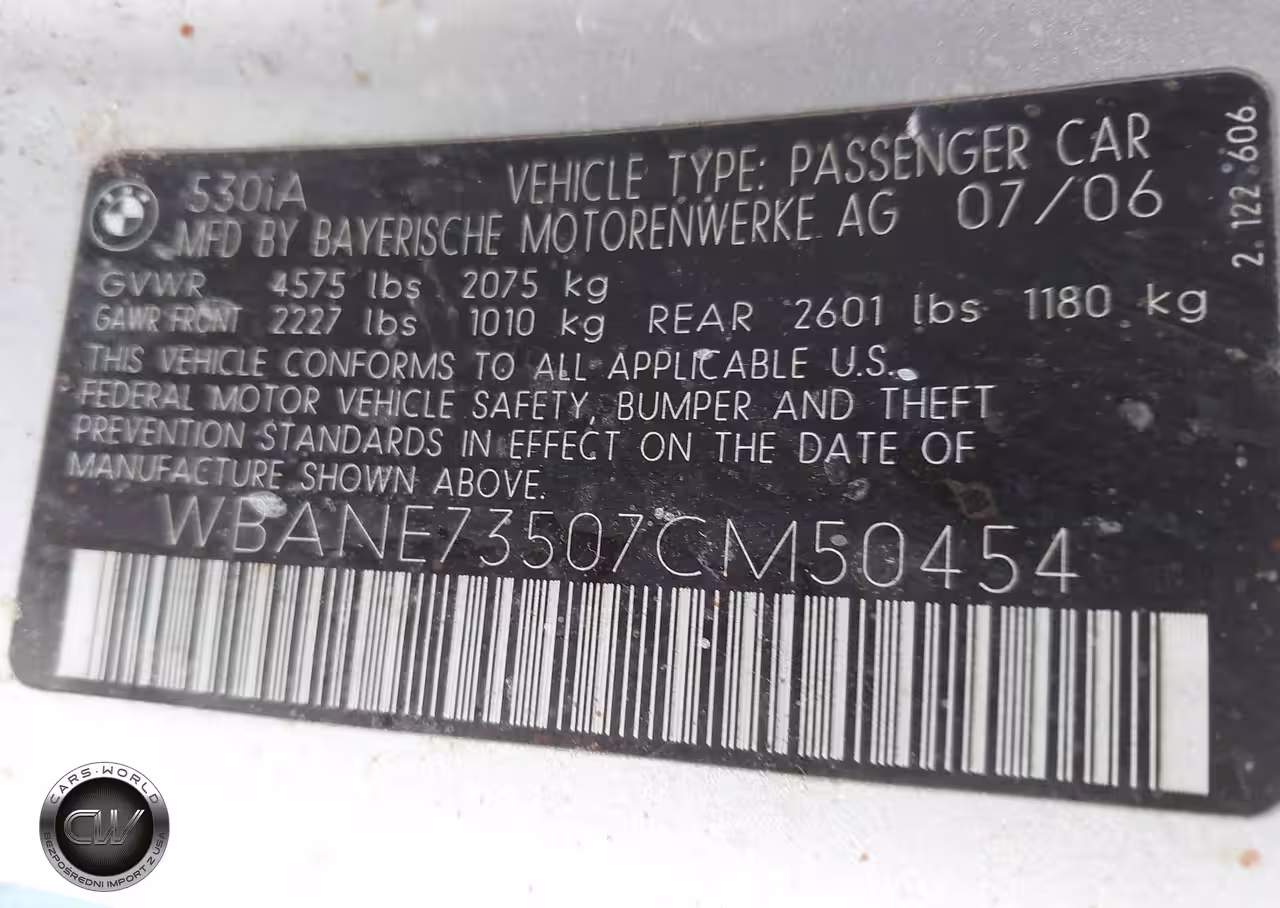 530iA VEHICLE TYPE: PASSENGER CAR
MFD BY BAYERISCHE MOTORENWERKE AG 07/06
GVWR 4575 lbs 2075 kg
GAWR FRONT 2227 lbs 1010 kg REAR 2601 lbs 1180 kg
THIS VEHICLE CONFORMS TO ALL APPLICABLE U.S.
FEDERAL MOTOR VEHICLE SAFETY, BUMPER AND THEFT
PREVENTION STANDARDS IN EFFECT ON THE DATE OF
MANUFACTURE SHOWN ABOVE.
WBANE73507CM50454
2.122 606
CARS-WORLD
CW
BEZPOŚREDNI IMPORT Z USA